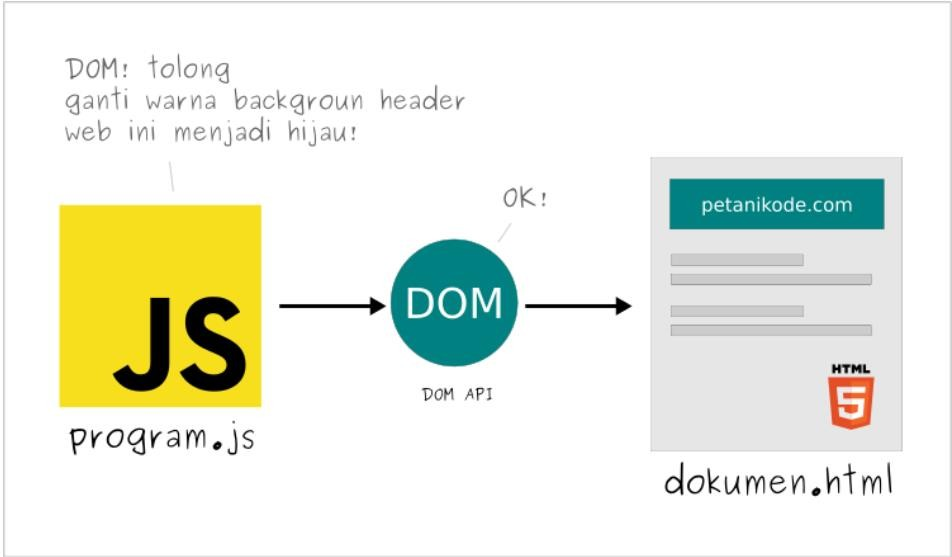 DOM! tolong
ganti warna backgroun header
web ini menjadi hijau!
OK!
petanikode.com
JS
DOM
DOM API
HTML
5
program.js
dokumen.html